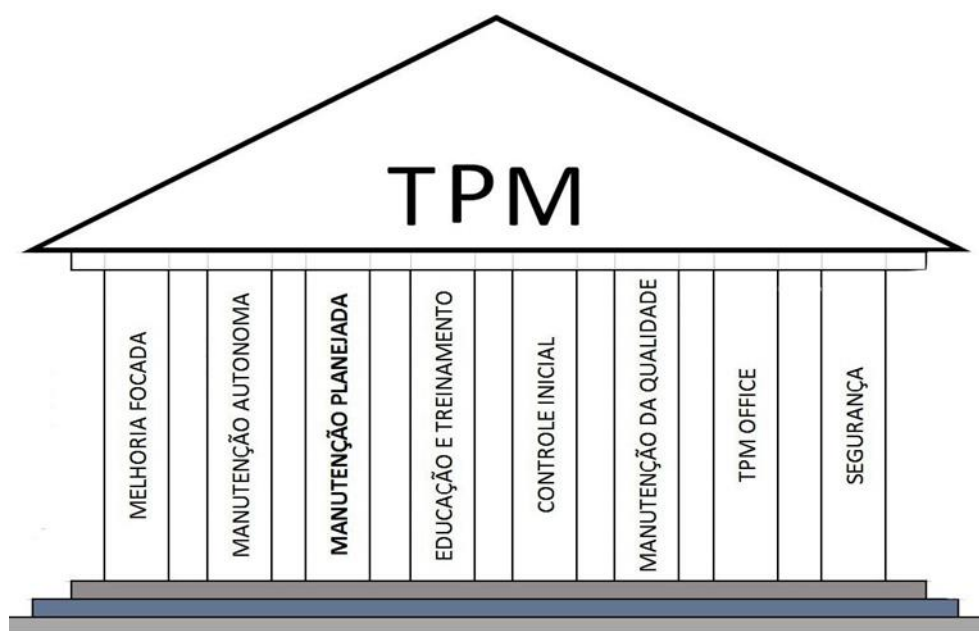 TPM
MELHORIA FOCADA
MANUTENÇÃO AUTONOMA
MANUTENÇÃO PLANEJADA
EDUCAÇÃO E TREINAMENTO
CONTROLE INICIAL
MANUTENÇÃO DA QUALIDADE
TPM OFFICE
SEGURANÇA